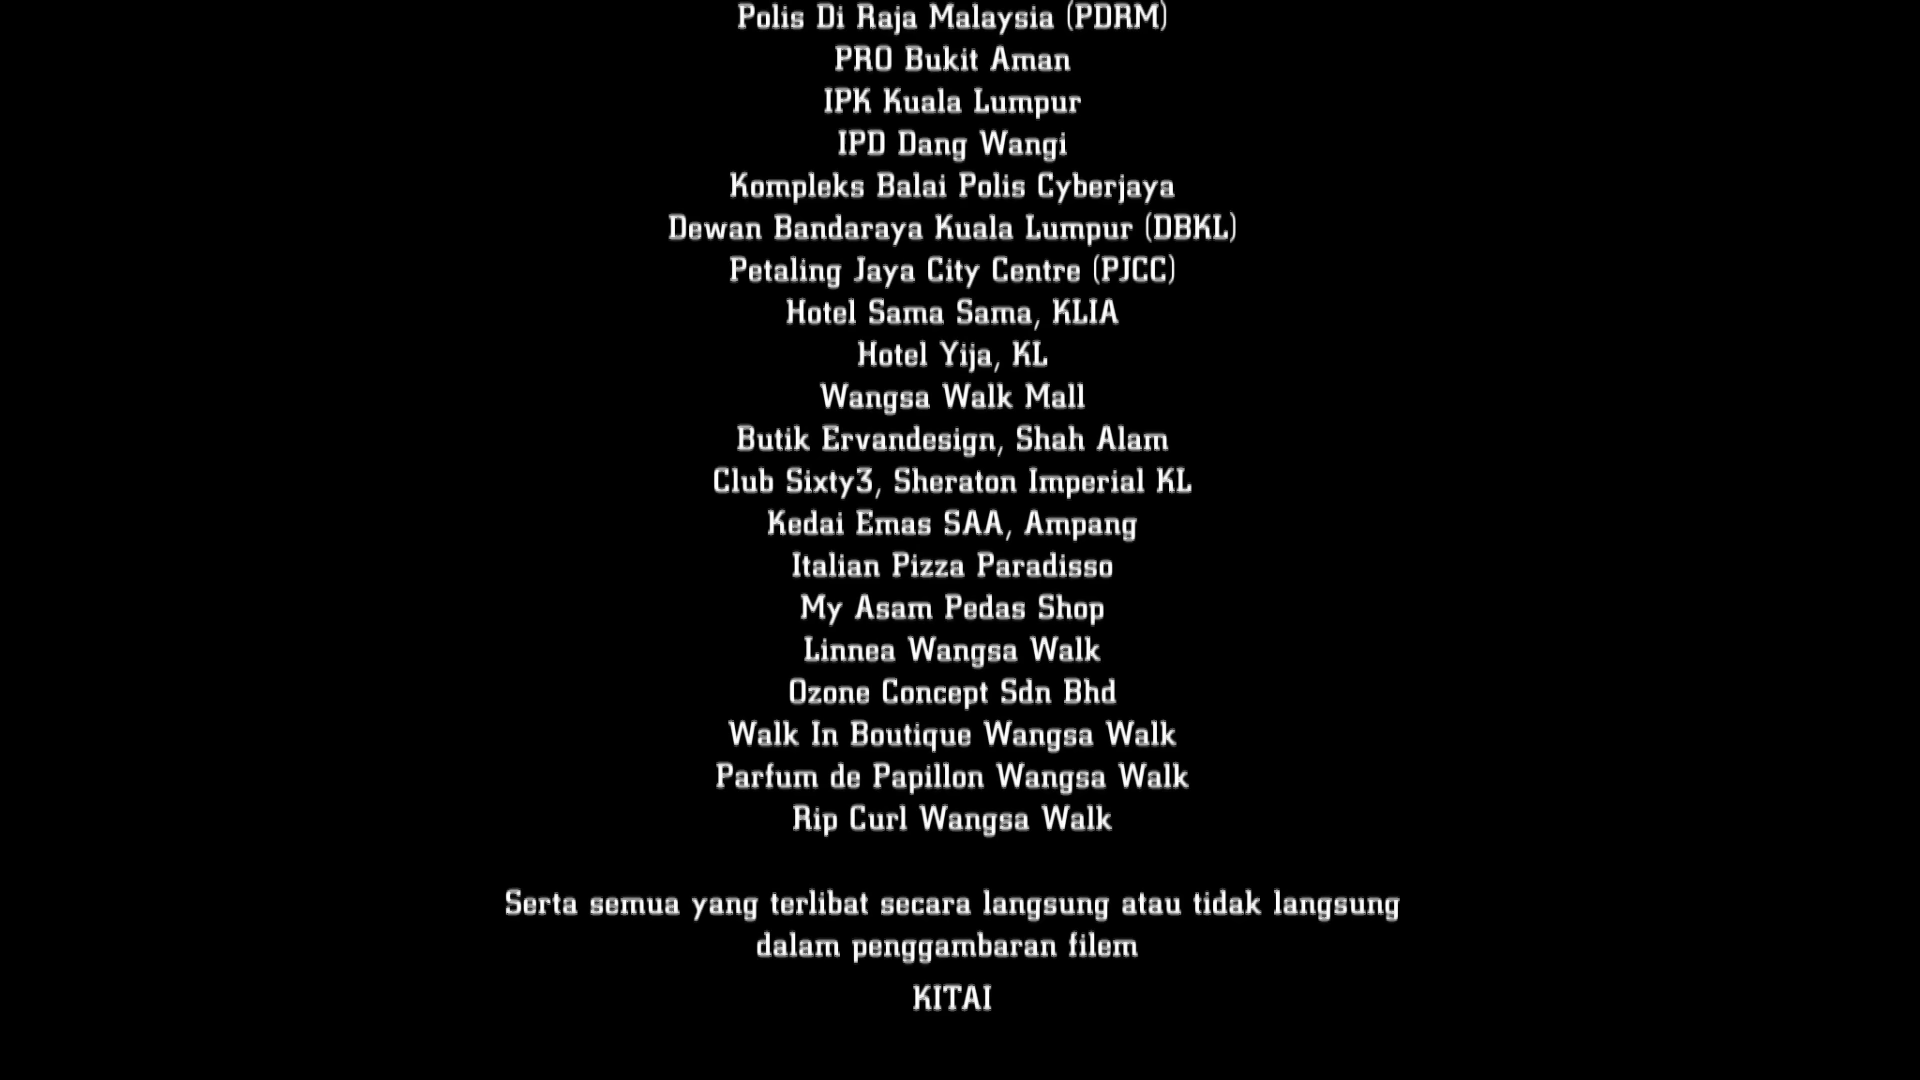 Polis Di Raja Malaysia (PDRM)
PRO Bukit Aman
IPK Kuala Lumpur
IPD Dang Wangi
Kompleks Balai Polis Cyberjaya
Dewan Bandaraya Kuala Lumpur (DBKL)
Petaling Jaya City Centre (PJCC)
Hotel Sama Sama, KLIA
Hotel Yija, KL
Wangsa Walk Mall
Butik Ervandesign, Shah Alam
Club Sixty3, Sheraton Imperial KL
Kedai Emas SAA, Ampang
Italian Pizza Paradisso
My Asam Pedas Shop
Linnea Wangsa Walk
Ozone Concept Sdn Bhd
Walk In Boutique Wangsa Walk
Parfum de Papillon Wangsa Walk
Rip Curl Wangsa Walk
Serta semua yang terlibat secara langsung atau tidak langsung
dalam penggambaran filem
KITAI